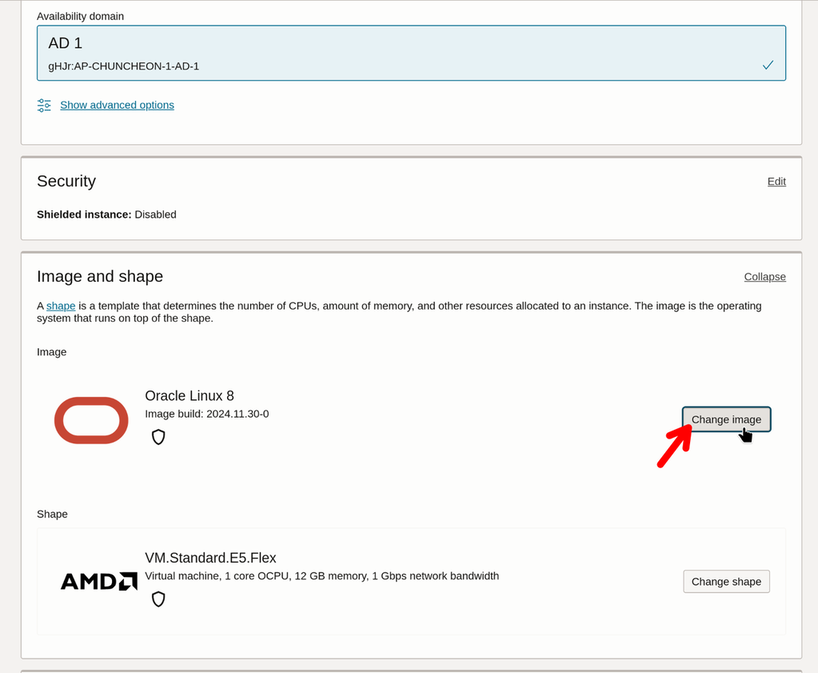 Availability domain
AD 1
gHJr:AP-CHUNCHEON-1-AD-1
Show advanced options
Security
Edit
Shielded instance: Disabled
Image and shape
Collapse
A shape is a template that determines the number of CPUs, amount of memory, and other resources allocated to an instance. The image is the operating
system that runs on top of the shape.
Image
Oracle Linux 8
Image build: 2024.11.30-0
Change image
Shape
AMD
VM.Standard.E5.Flex
Virtual machine, 1 core OCPU, 12 GB memory, 1 Gbps network bandwidth
Change shape